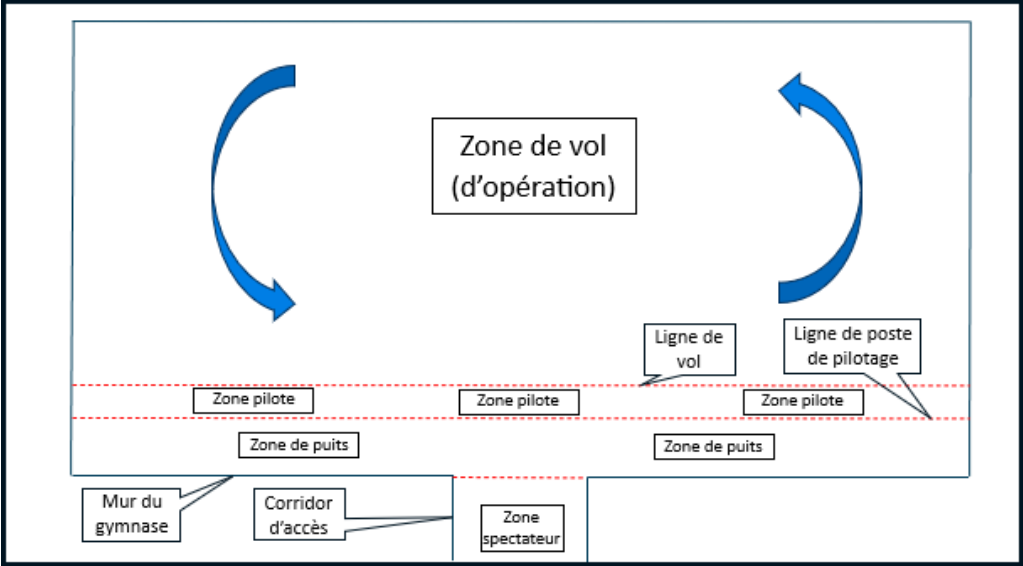 Zone de vol
(d'opération)
Ligne de
vol
Ligne de poste
de pilotage
Zone pilote
Zone pilote
Zone pilote
Zone de puits
Zone de puits
Mur du
gymnase
Corridor
d'accès
Zone
spectateur